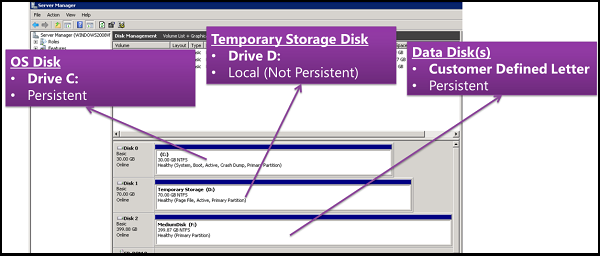 Server Manager
File Action View Help
Server Manager (WINDOWS2008
Roles
Features
Disk Management Volume List + Graphic
Volume
Layout
Type
OS Disk
• Drive C:
• Persistent
Temporary Storage Disk
• Drive D:
• Local (Not Persistent)
Data Disk(s)
• Customer Defined Letter
• Persistent
Disk 0
Basic
30.00 GB
Online
(C:)
30.00 GB NTFS
Healthy (System, Boot, Active, Crash Dump, Primary Partition)
Disk 1
Basic
70.00 GB
Online
Temporary Storage (D:)
70.00 GB NTFS
Healthy (Page File, Active, Primary Partition)
Disk 2
Basic
399.88 GB
Online
MediumDisk (F:)
399.87 GB NTFS
Healthy (Primary Partition)